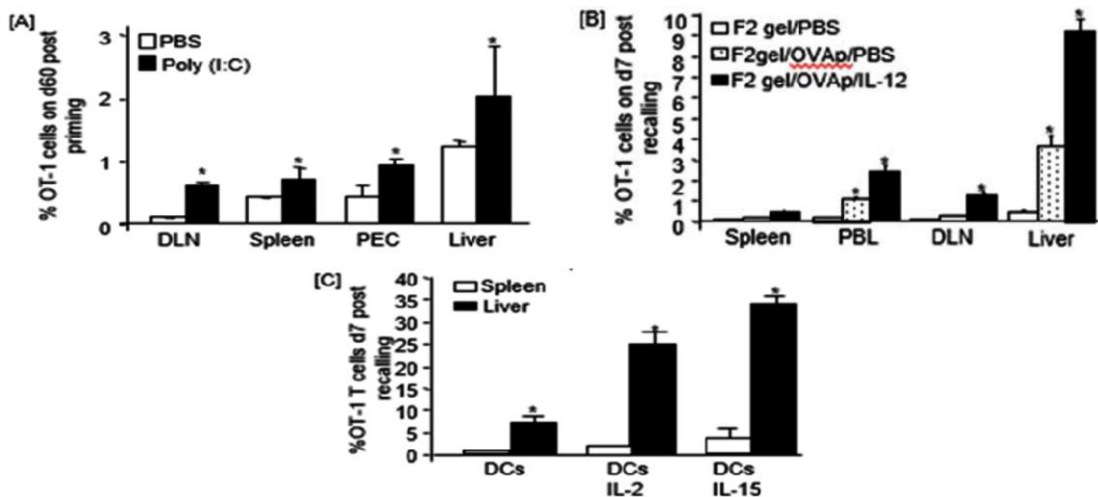 [A]
% OT-1 cells on d60 post
priming
3
2
1
0
PBS
Poly (I:C)
*
*
*
*
DLN Spleen PEC Liver
[B]
% OT-1 cells on d7 post
recalling
10
9
8
7
6
5
4
3
2
1
0
F2 gel/PBS
F2gel/OVAp/PBS
F2 gel/OVAp/IL-12
*
*
*
*
*
Spleen PBL DLN Liver
[C]
%OT-1 T cells d7 post
recalling
40
35
30
25
20
15
10
5
0
Spleen
Liver
*
*
*
DCs DCs DCs
IL-2 IL-15